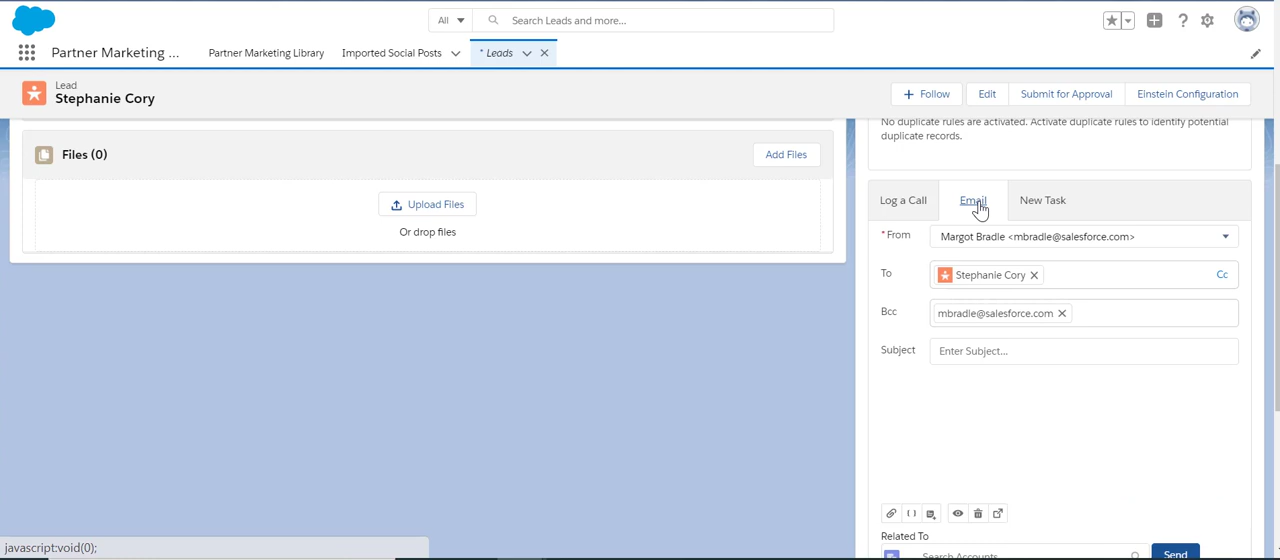 All
Search Leads and more...
Partner Marketing ...
Partner Marketing Library
Imported Social Posts
* Leads
Lead
Stephanie Cory
+ Follow
Edit
Submit for Approval
Einstein Configuration
No duplicate rules are activated. Activate duplicate rules to identify potential
duplicate records.
Files (0)
Add Files
Upload Files
Or drop files
Log a Call
Email
New Task
* From
Margot Bradle <mbradle@salesforce.com>
To
Stephanie Cory
Cc
Bcc
mbradle@salesforce.com
Subject
Enter Subject...
Related To
Search Accounts...
Send
javascript:void(0);